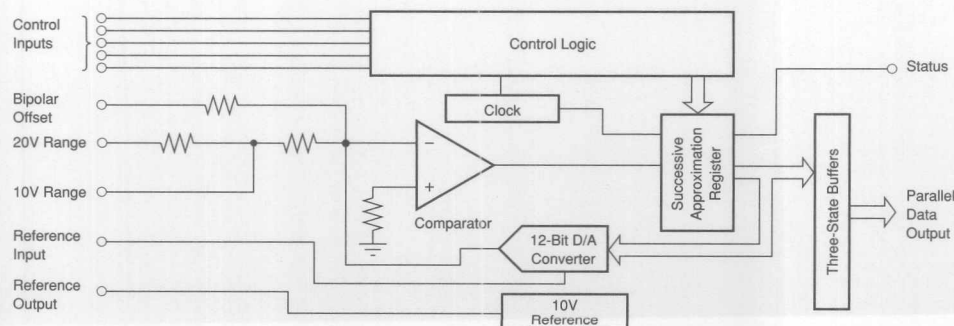 Control
Inputs
Control Logic
Status
Bipolar
Offset
Clock
20V Range
10V Range
−
+
Comparator
Successive
Approximation
Register
Three-State Buffers
Parallel
Data
Output
Reference
Input
12-Bit D/A
Converter
Reference
Output
10V
Reference